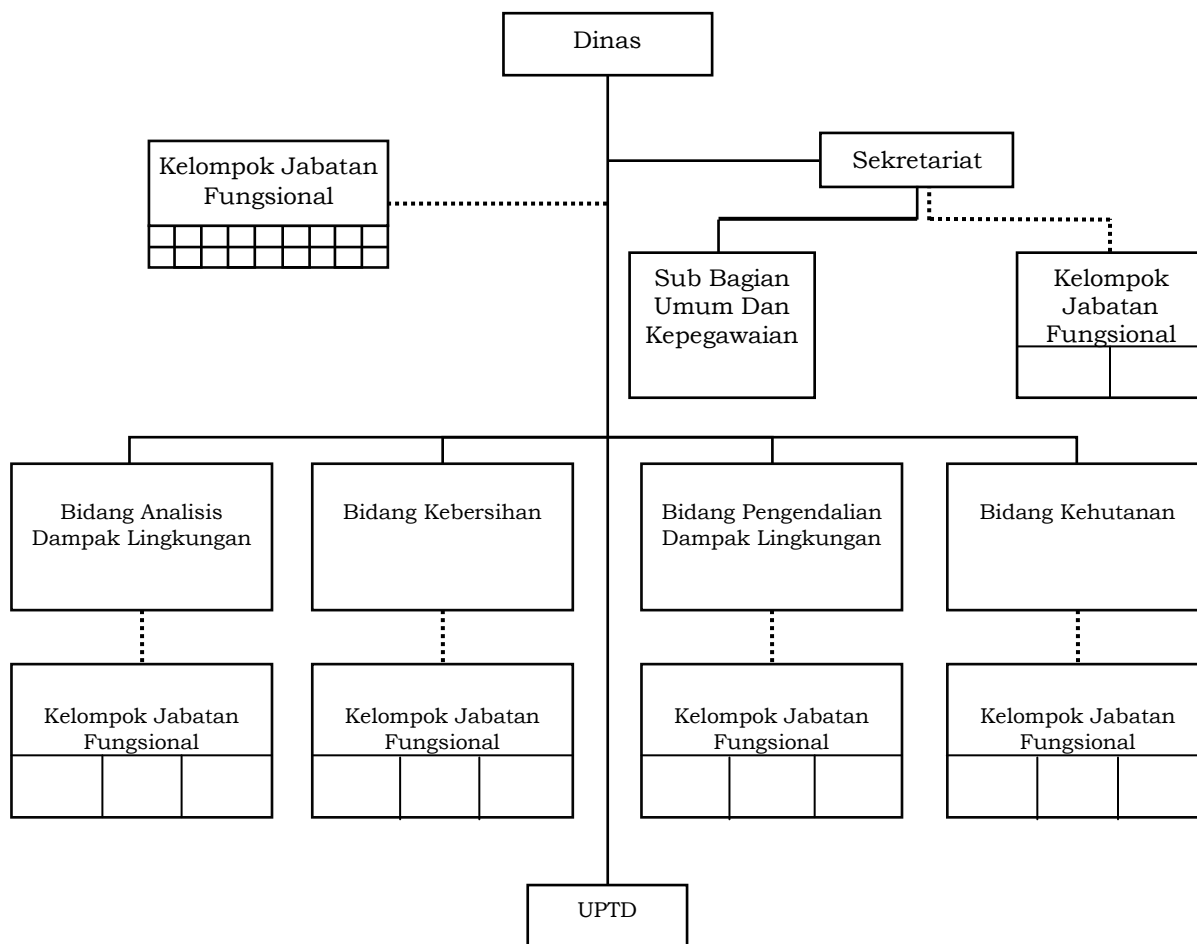 Dinas
Kelompok Jabatan
Fungsional
Sekretariat
Sub Bagian
Umum Dan
Kepegawaian
Kelompok
Jabatan
Fungsional
Bidang Analisis
Dampak Lingkungan
Bidang Kebersihan
Bidang Pengendalian
Dampak Lingkungan
Bidang Kehutanan
Kelompok Jabatan
Fungsional
Kelompok Jabatan
Fungsional
Kelompok Jabatan
Fungsional
Kelompok Jabatan
Fungsional
UPTD